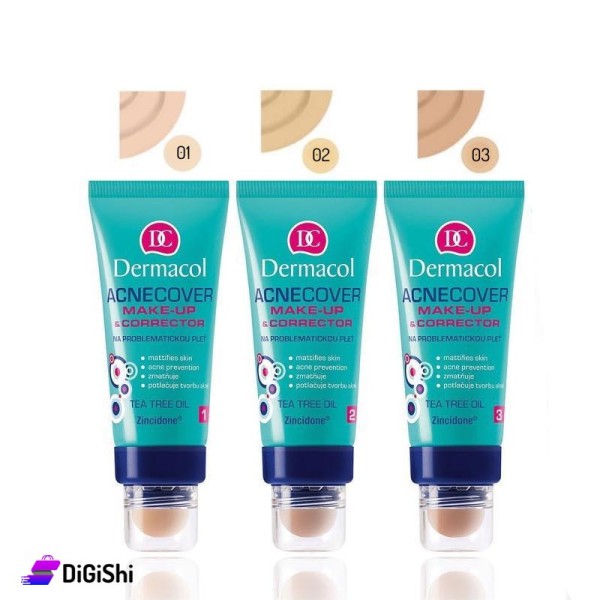 01
02
03
DC
Dermacol
ACNECOVER
MAKE-UP
& CORRECTOR
NA PROBLEMATICKOU PLEŤ
• mattifies skin
• acne prevention
• zmatňuje
• potlačuje tvorbu akné
TEA TREE OIL
Zincidone®
1
DC
Dermacol
ACNECOVER
MAKE-UP
& CORRECTOR
NA PROBLEMATICKOU PLEŤ
• mattifies skin
• acne prevention
• zmatňuje
• potlačuje tvorbu akné
TEA TREE OIL
Zincidone®
2
DC
Dermacol
ACNECOVER
MAKE-UP
& CORRECTOR
NA PROBLEMATICKOU PLEŤ
• mattifies skin
• acne prevention
• zmatňuje
• potlačuje tvorbu akné
TEA TREE OIL
Zincidone®
3
DiGiShi